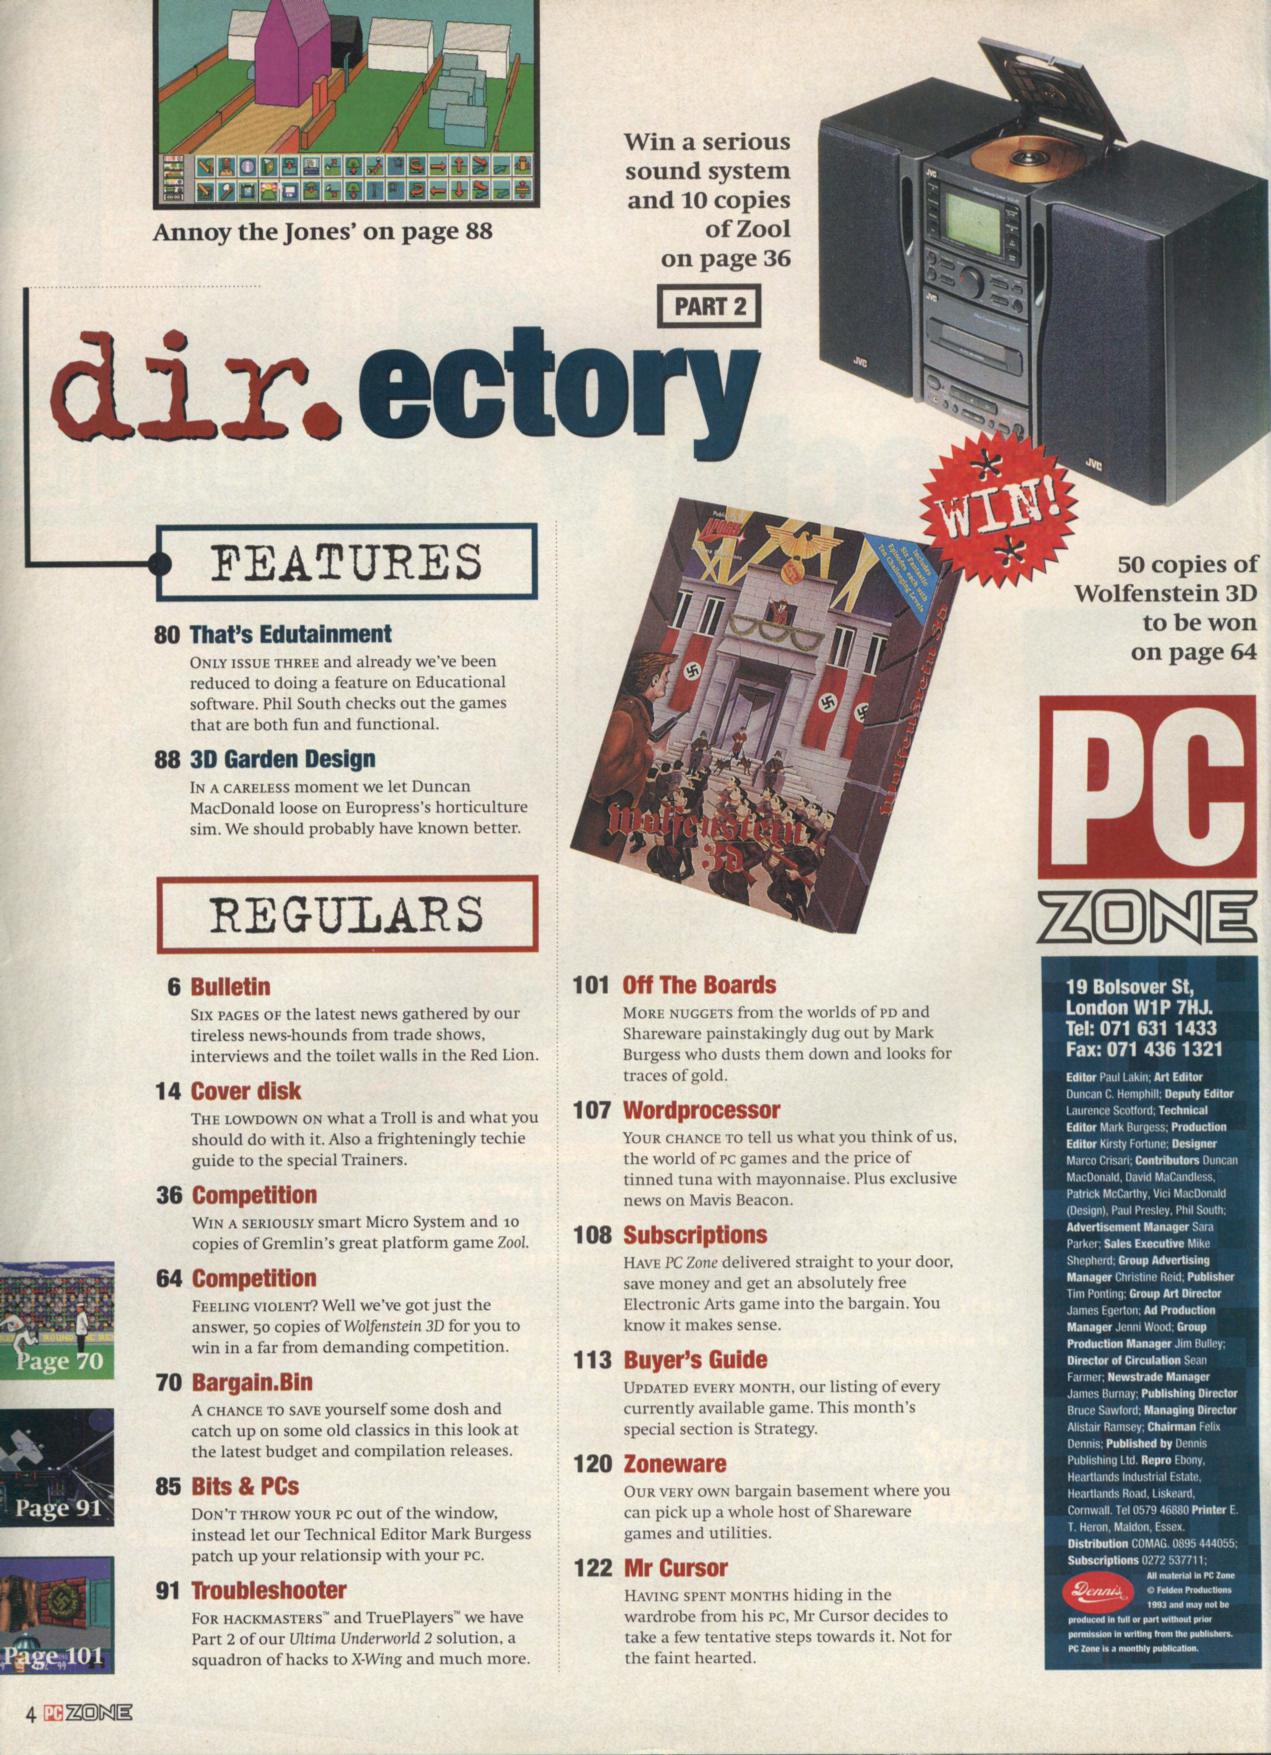 Annoy the Jones' on page 88
Win a serious
sound system
and 10 copies
of Zool
on page 36
PART 2
dir.ectory
JVC
JVC
JVC
JVC
WIN!
50 copies of
Wolfenstein 3D
to be won
on page 64
APOGEE
Includes
Six Fantastic
Episodes each with
Ten Challenging Levels
Wolfenstein 3D
Wolfenstein
3D
FEATURES
80 That's Edutainment
ONLY ISSUE THREE and already we've been
reduced to doing a feature on Educational
software. Phil South checks out the games
that are both fun and functional.
88 3D Garden Design
IN A CARELESS moment we let Duncan
MacDonald loose on Europress's horticulture
sim. We should probably have known better.
REGULARS
6 Bulletin
SIX PAGES OF the latest news gathered by our
tireless news-hounds from trade shows,
interviews and the toilet walls in the Red Lion.
14 Cover disk
THE LOWDOWN ON what a Troll is and what you
should do with it. Also a frighteningly techie
guide to the special Trainers.
36 Competition
WIN A SERIOUSLY smart Micro System and 10
copies of Gremlin's great platform game Zool.
64 Competition
FEELING VIOLENT? Well we've got just the
answer, 50 copies of Wolfenstein 3D for you to
win in a far from demanding competition.
70 Bargain.Bin
A CHANCE TO SAVE yourself some dosh and
catch up on some old classics in this look at
the latest budget and compilation releases.
85 Bits & PCs
DON'T THROW YOUR PC out of the window,
instead let our Technical Editor Mark Burgess
patch up your relationsip with your PC.
91 Troubleshooter
FOR HACKMASTERS™ and TruePlayers™ we have
Part 2 of our Ultima Underworld 2 solution, a
squadron of hacks to X-Wing and much more.
Page 70
Page 91
Page 101
101 Off The Boards
MORE NUGGETS from the worlds of PD and
Shareware painstakingly dug out by Mark
Burgess who dusts them down and looks for
traces of gold.
107 Wordprocessor
YOUR CHANCE TO tell us what you think of us,
the world of PC games and the price of
tinned tuna with mayonnaise. Plus exclusive
news on Mavis Beacon.
108 Subscriptions
HAVE PC Zone delivered straight to your door,
save money and get an absolutely free
Electronic Arts game into the bargain. You
know it makes sense.
113 Buyer's Guide
UPDATED EVERY MONTH, our listing of every
currently available game. This month's
special section is Strategy.
120 Zoneware
OUR VERY OWN bargain basement where you
can pick up a whole host of Shareware
games and utilities.
122 Mr Cursor
HAVING SPENT MONTHS hiding in the
wardrobe from his PC, Mr Cursor decides to
take a few tentative steps towards it. Not for
the faint hearted.
PC
ZONE
19 Bolsover St,
London W1P 7HJ.
Tel: 071 631 1433
Fax: 071 436 1321
Editor Paul Lakin; Art Editor
Duncan C. Hemphill; Deputy Editor
Laurence Scotford; Technical
Editor Mark Burgess; Production
Editor Kirsty Fortune; Designer
Marco Crisari; Contributors Duncan
MacDonald, David MaCandless,
Patrick McCarthy, Vici MacDonald
(Design), Paul Presley, Phil South;
Advertisement Manager Sara
Parker; Sales Executive Mike
Shepherd; Group Advertising
Manager Christine Reid; Publisher
Tim Ponting; Group Art Director
James Egerton; Ad Production
Manager Jenni Wood; Group
Production Manager Jim Bulley;
Director of Circulation Sean
Farmer; Newstrade Manager
James Burnay; Publishing Director
Bruce Sawford; Managing Director
Alistair Ramsey; Chairman Felix
Dennis; Published by Dennis
Publishing Ltd. Repro Ebony,
Heartlands Industrial Estate,
Heartlands Road, Liskeard,
Cornwall. Tel 0579 46880 Printer E.
T. Heron, Maldon, Essex.
Distribution COMAG. 0895 444055;
Subscriptions 0272 537711;
Dennis
All material in PC Zone
© Felden Productions
1993 and may not be
produced in full or part without prior
permission in writing from the publishers.
PC Zone is a monthly publication.
4 PC ZONE